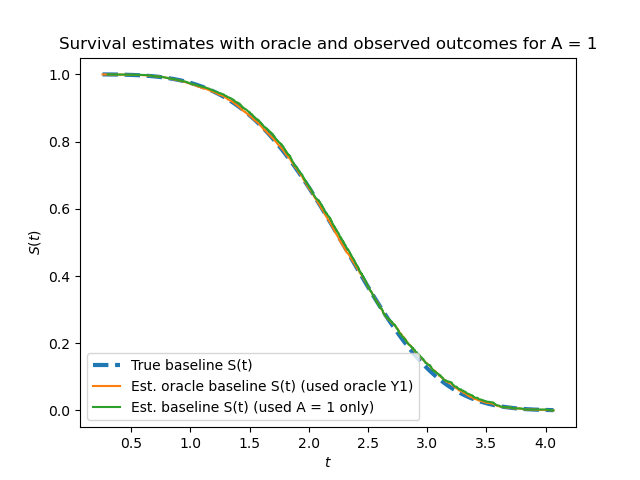 Survival estimates with oracle and observed outcomes for A = 1
1.0
0.8
0.6
0.4
0.2
0.0
S(t)
True baseline S(t)
Est. oracle baseline S(t) (used oracle Y1)
Est. baseline S(t) (used A = 1 only)
0.5 1.0 1.5 2.0 2.5 3.0 3.5 4.0
t